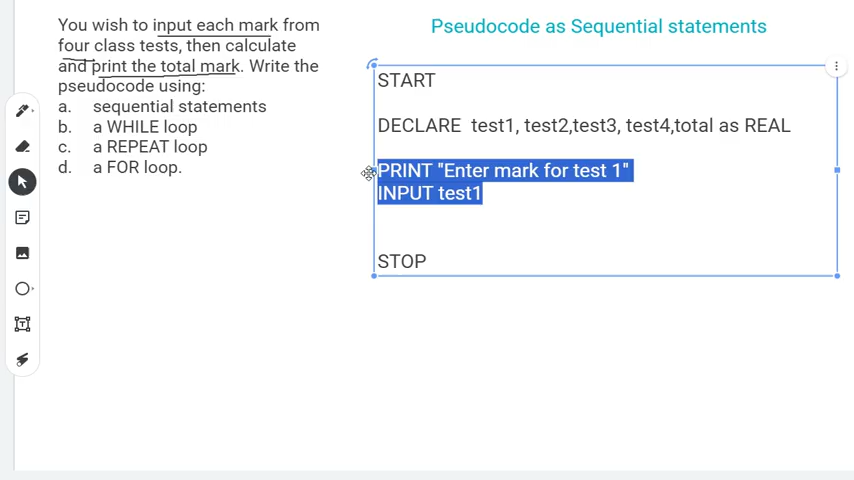 You wish to input each mark from
four class tests, then calculate
and print the total mark. Write the
pseudocode using:
a. sequential statements
b. a WHILE loop
c. a REPEAT loop
d. a FOR loop.
Pseudocode as Sequential statements
START
DECLARE  test1, test2,test3, test4,total as REAL
PRINT "Enter mark for test 1"
INPUT test1
STOP